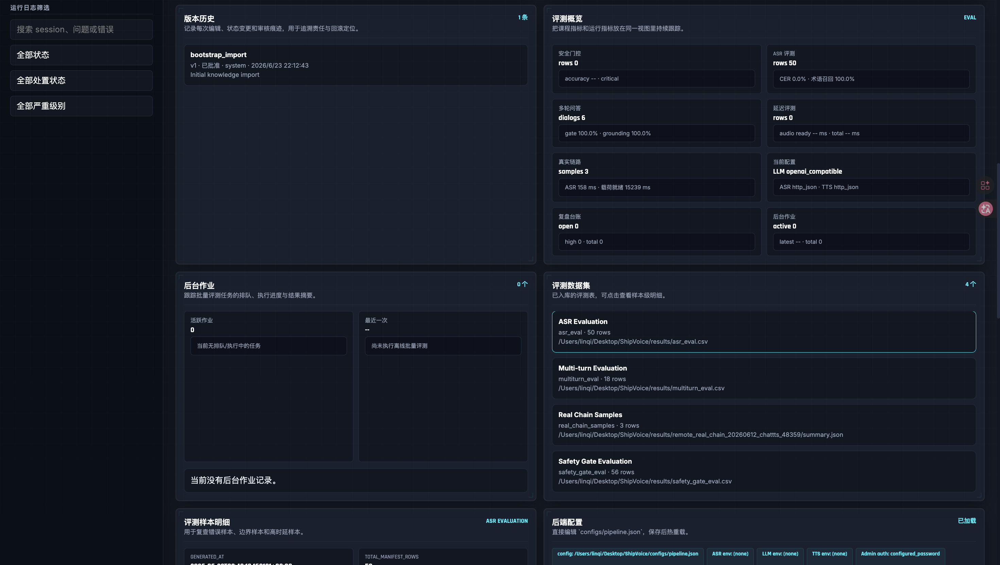 运行日志筛选
搜索 session、问题或错误
全部状态
全部处置状态
全部严重级别
版本历史
1 条
记录每次编辑、状态变更和审核痕迹，用于追溯责任与回滚定位。
bootstrap_import
v1 · 已批准 · system · 2026/6/23 22:12:43
Initial knowledge import
评测概览
EVAL
把课程指标和运行指标放在同一视图里持续跟踪。
安全门控
rows 0
accuracy -- · critical
ASR 评测
rows 50
CER 0.0% · 术语召回 100.0%
多轮问答
dialogs 6
gate 100.0% · grounding 100.0%
延迟评测
rows 0
audio ready -- ms · total -- ms
真实链路
samples 3
ASR 158 ms · 载荷就绪 15239 ms
当前配置
LLM openai_compatible
ASR http_json · TTS http_json
复盘台账
open 0
high 0 · total 0
后台作业
active 0
latest -- · total 0
后台作业
0 个
跟踪批量评测任务的排队、执行进度与结果摘要。
活跃作业
0
当前无排队/执行中的任务
最近一次
--
尚未执行离线批量评测
当前没有后台作业记录。
评测数据集
4 个
已入库的评测表，可点击查看样本级明细。
ASR Evaluation
asr_eval · 50 rows
/Users/linqi/Desktop/ShipVoice/results/asr_eval.csv
Multi-turn Evaluation
multiturn_eval · 18 rows
/Users/linqi/Desktop/ShipVoice/results/multiturn_eval.csv
Real Chain Samples
real_chain_samples · 3 rows
/Users/linqi/Desktop/ShipVoice/results/remote_real_chain_20260612_chattts_48359/summary.json
Safety Gate Evaluation
safety_gate_eval · 56 rows
/Users/linqi/Desktop/ShipVoice/results/safety_gate_eval.csv
评测样本明细
ASR EVALUATION
用于复查错误样本、边界样本和高时延样本。
GENERATED_AT
TOTAL_MANIFEST_ROWS
后端配置
已加载
直接编辑 `configs/pipeline.json`，保存后热重载。
config: /Users/linqi/Desktop/ShipVoice/configs/pipeline.json
ASR env: (none)
LLM env: (none)
TTS env: (none)
Admin auth: configured_password